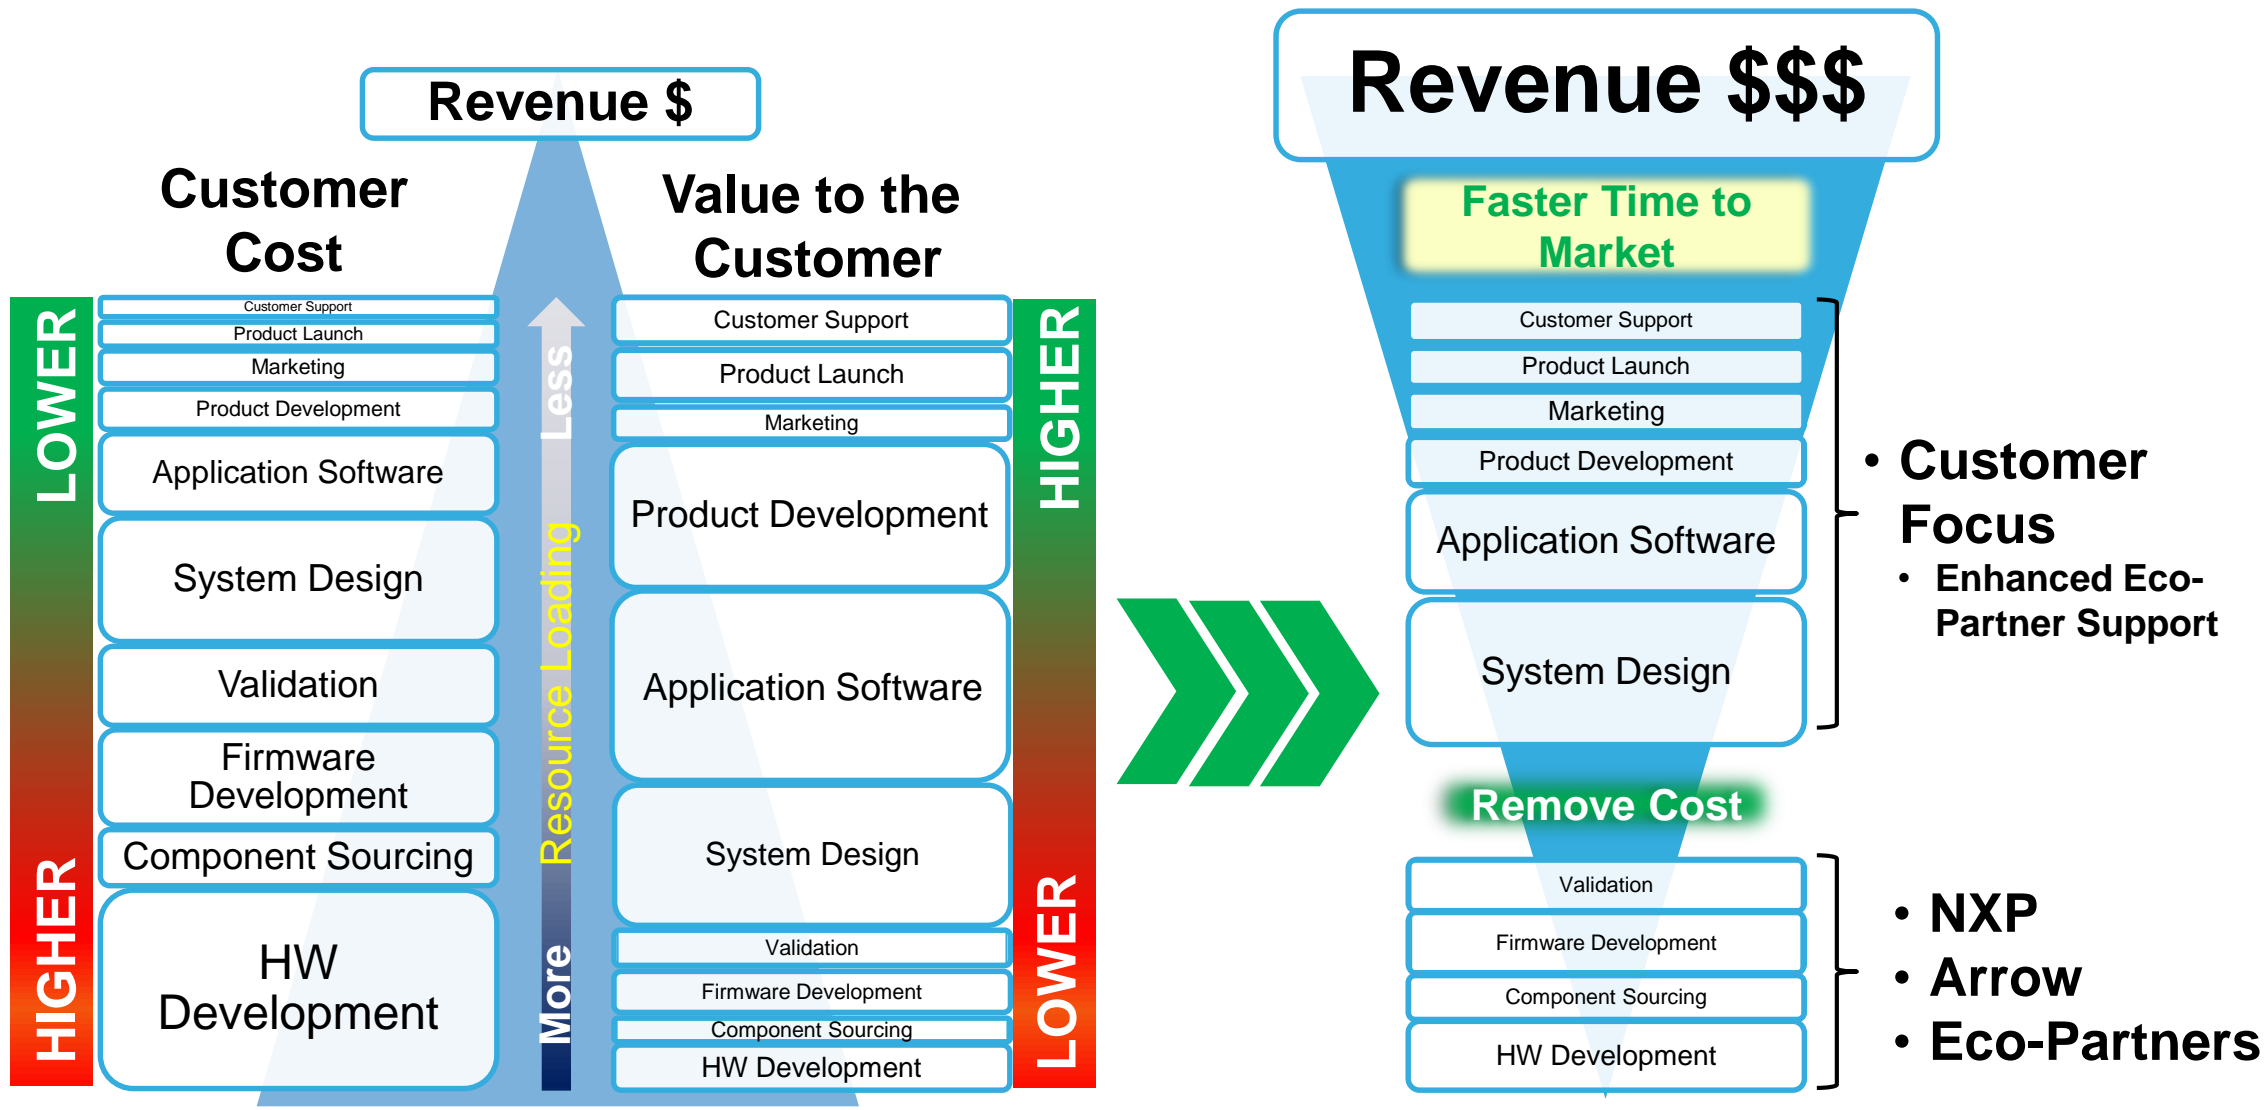 Revenue $
Customer
Cost
LOWER
HIGHER
Customer Support
Product Launch
Marketing
Product Development
Application Software
System Design
Validation
Firmware
Development
Component Sourcing
HW
Development
Less
Resource Loading
More
Value to the
Customer
Customer Support
Product Launch
Marketing
Product Development
Application Software
System Design
Validation
Firmware Development
Component Sourcing
HW Development
HIGHER
LOWER
Revenue $$$
Faster Time to
Market
Customer Support
Product Launch
Marketing
Product Development
Application Software
System Design
• Customer
Focus
• Enhanced Eco-
Partner Support
Remove Cost
Validation
Firmware Development
Component Sourcing
HW Development
• NXP
• Arrow
• Eco-Partners